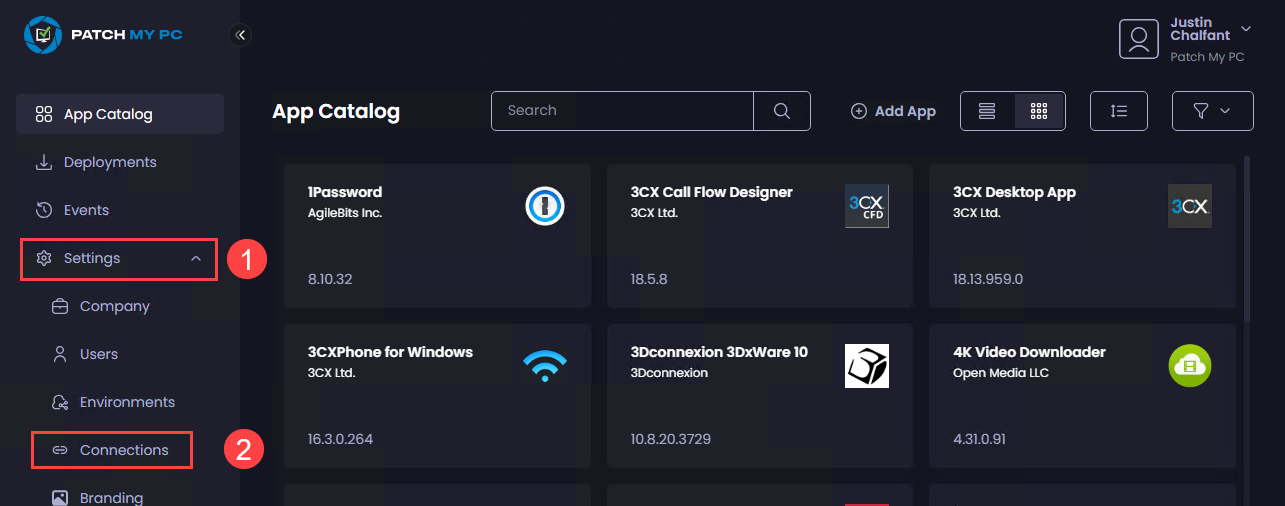 PATCH MY PC
Justin
Chalfant
Patch My PC
App Catalog
Deployments
Events
Settings
1
Company
Users
Environments
Connections
2
Branding
App Catalog
Search
Add App
1Password
AgileBits Inc.
8.10.32
3CX Call Flow Designer
3CX Ltd.
3CX
CFD
18.5.8
3CX Desktop App
3CX Ltd.
3CX
18.13.959.0
3CXPhone for Windows
3CX Ltd.
16.3.0.264
3Dconnexion 3DxWare 10
3Dconnexion
10.8.20.3729
4K Video Downloader
Open Media LLC
4.31.0.91